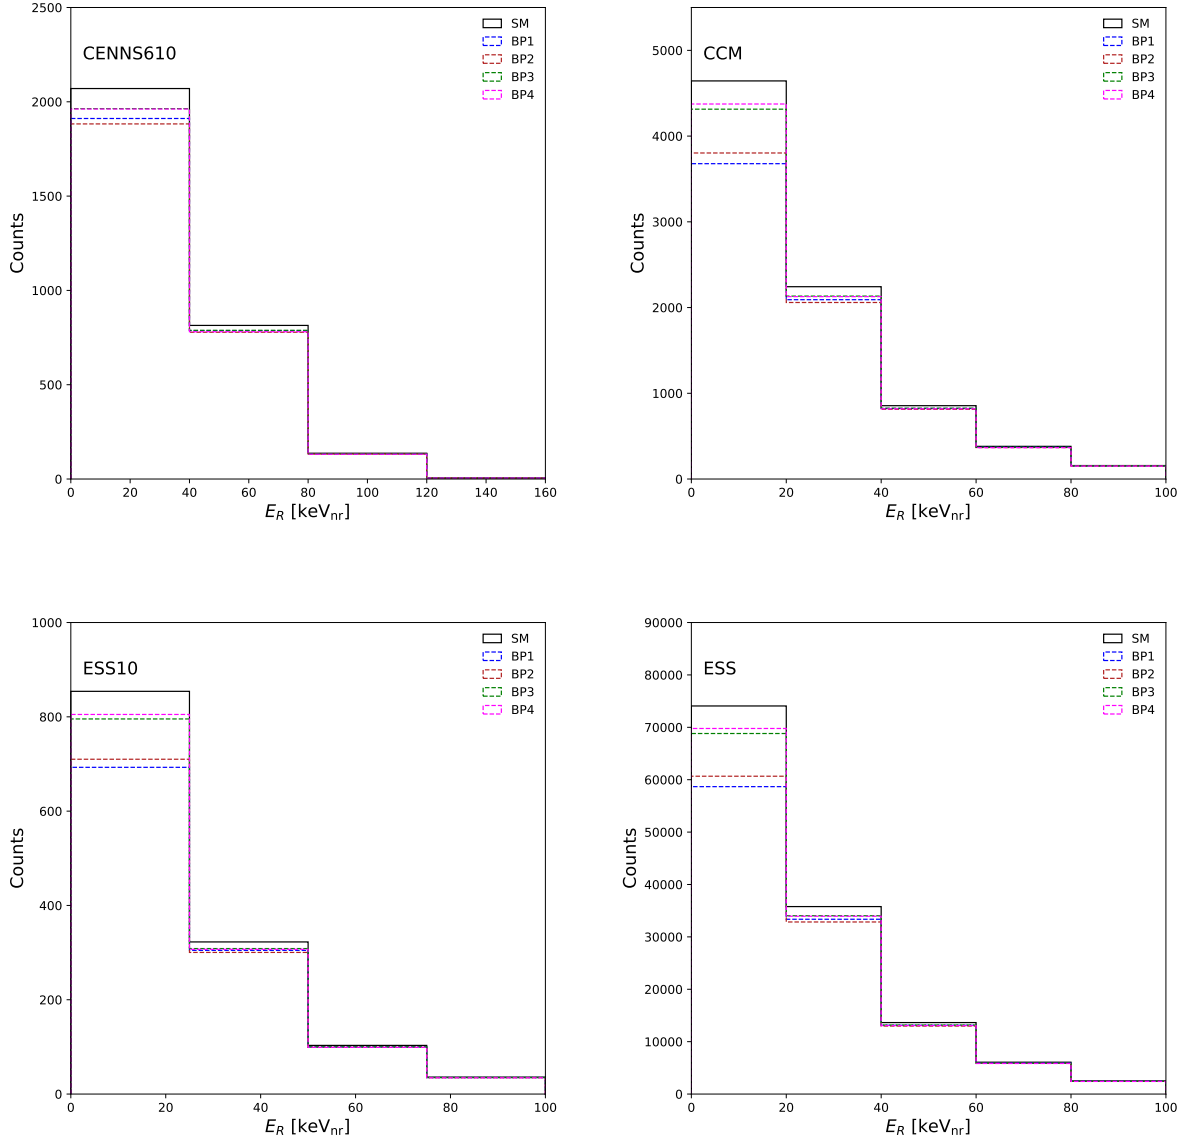 2500
2000
1500
1000
500
0
0 20 40 60 80 100 120 140 160
Counts
E_R [keV_nr]
CENNS610
SM
BP1
BP2
BP3
BP4
5000
4000
3000
2000
1000
0
0 20 40 60 80 100
Counts
E_R [keV_nr]
CCM
SM
BP1
BP2
BP3
BP4
1000
800
600
400
200
0
0 20 40 60 80 100
Counts
E_R [keV_nr]
ESS10
SM
BP1
BP2
BP3
BP4
90000
80000
70000
60000
50000
40000
30000
20000
10000
0
0 20 40 60 80 100
Counts
E_R [keV_nr]
ESS
SM
BP1
BP2
BP3
BP4